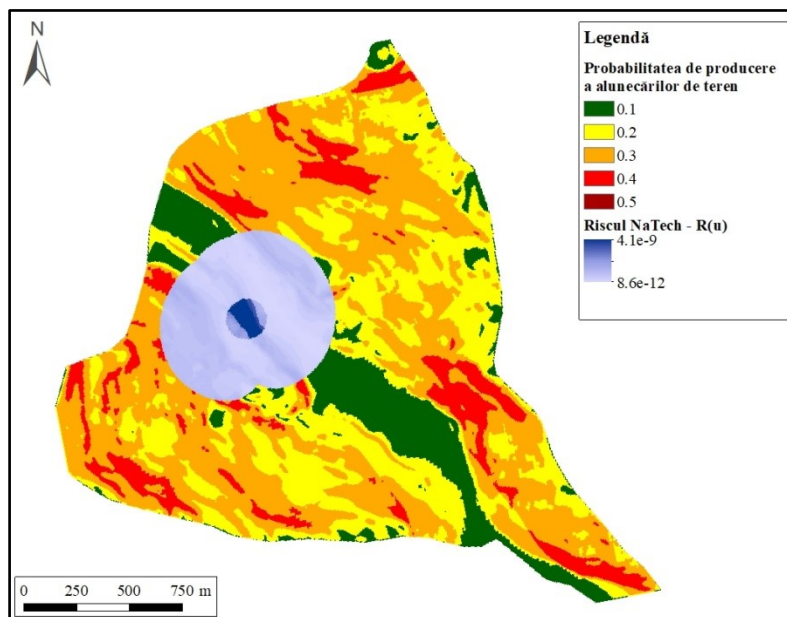 N
Legendă
Probabilitatea de producere
a alunecărilor de teren
0.1
0.2
0.3
0.4
0.5
Riscul NaTech - R(u)
4.1e-9
8.6e-12
0 250 500 750 m